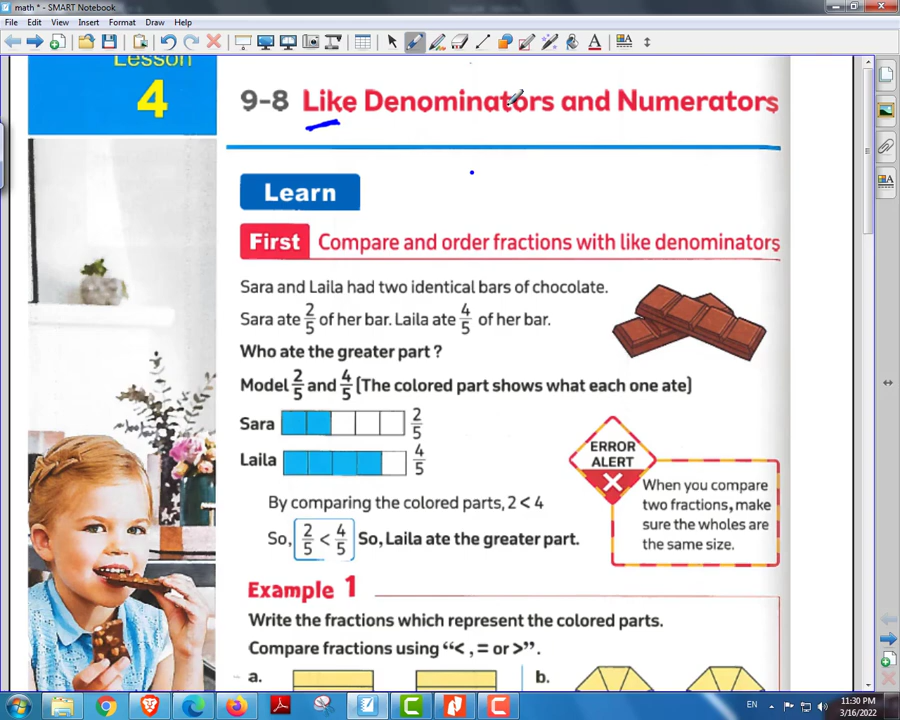 math * - SMART Notebook
File Edit View Insert Format Draw Help
Lesson
4
9-8 Like Denominators and Numerators
Learn
First Compare and order fractions with like denominators
Sara and Laila had two identical bars of chocolate.
Sara ate 2/5 of her bar. Laila ate 4/5 of her bar.
Who ate the greater part ?
Model 2/5 and 4/5 (The colored part shows what each one ate)
Sara 2/5
Laila 4/5
By comparing the colored parts, 2 < 4
So, 2/5 < 4/5 So, Laila ate the greater part.
ERROR
ALERT
When you compare
two fractions, make
sure the wholes are
the same size.
Example 1
Write the fractions which represent the colored parts.
Compare fractions using “< , = or >”.
a. b.
EN
11:30 PM
3/16/2022